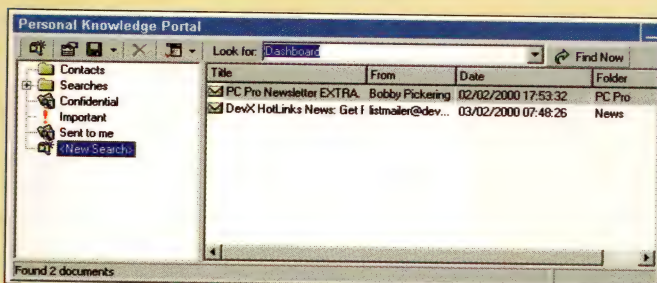 Personal Knowledge Portal
Look for: Dashboard Find Now
Contacts
Searches
Confidential
Important
Sent to me
<New Search>
Title From Date Folder
PC Pro Newsletter EXTRA. Bobby Pickering 02/02/2000 17:53:32 PC Pro
DevX HotLinks News: Get F listmailer@dev... 03/02/2000 07:48:26 News
Found 2 documents